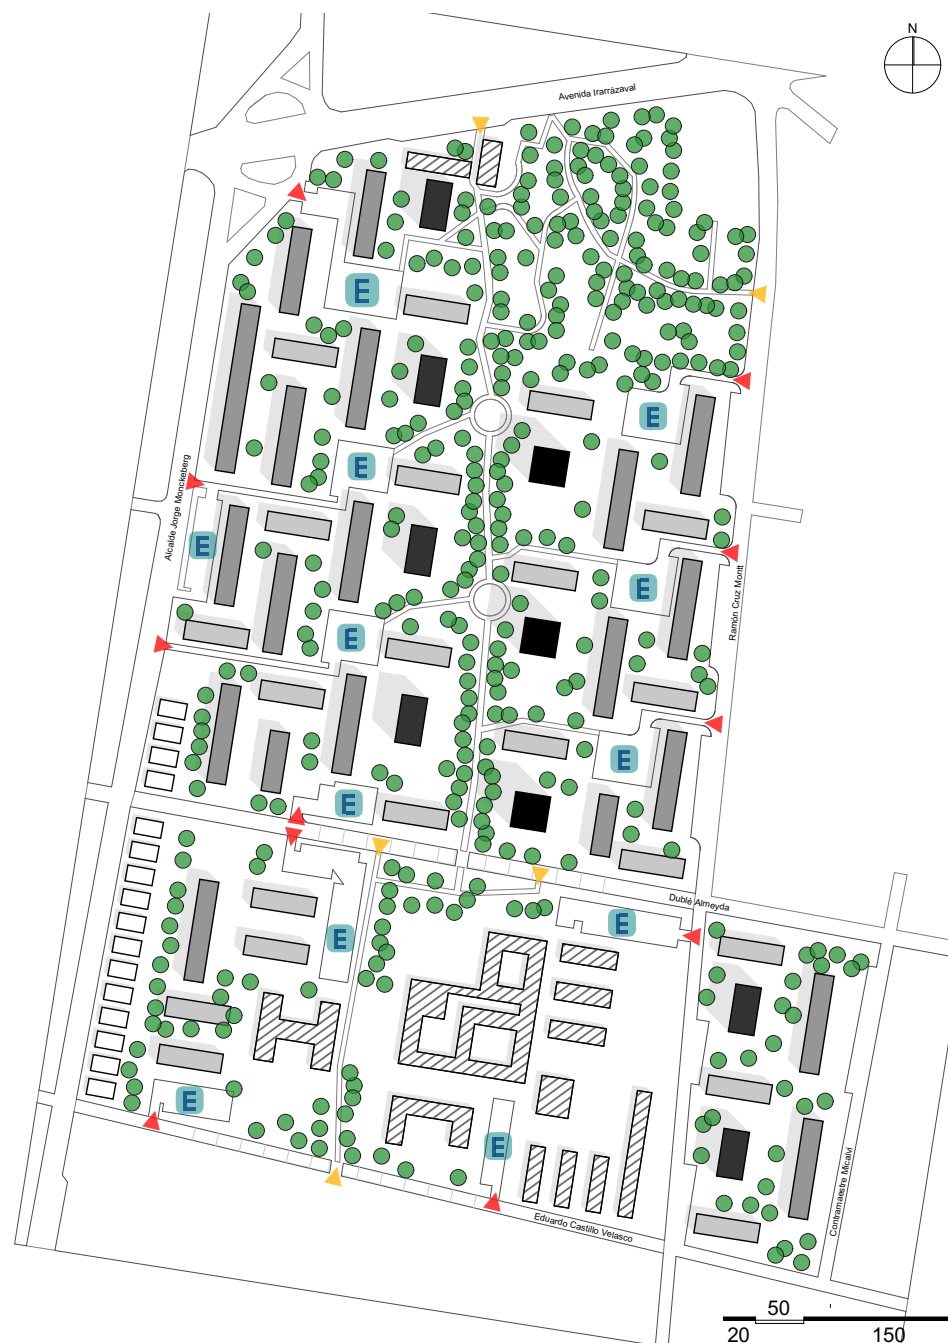 N
Avenida Irarrázaval
E
E
E
Alcalde Jorge Monckeberg
E
E
Ramón Cruz Montt
E
E
E
E
Dublé Almeyda
E
E
E
E
Contramaestre Micalvi
Eduardo Castillo Velasco
50
20
150